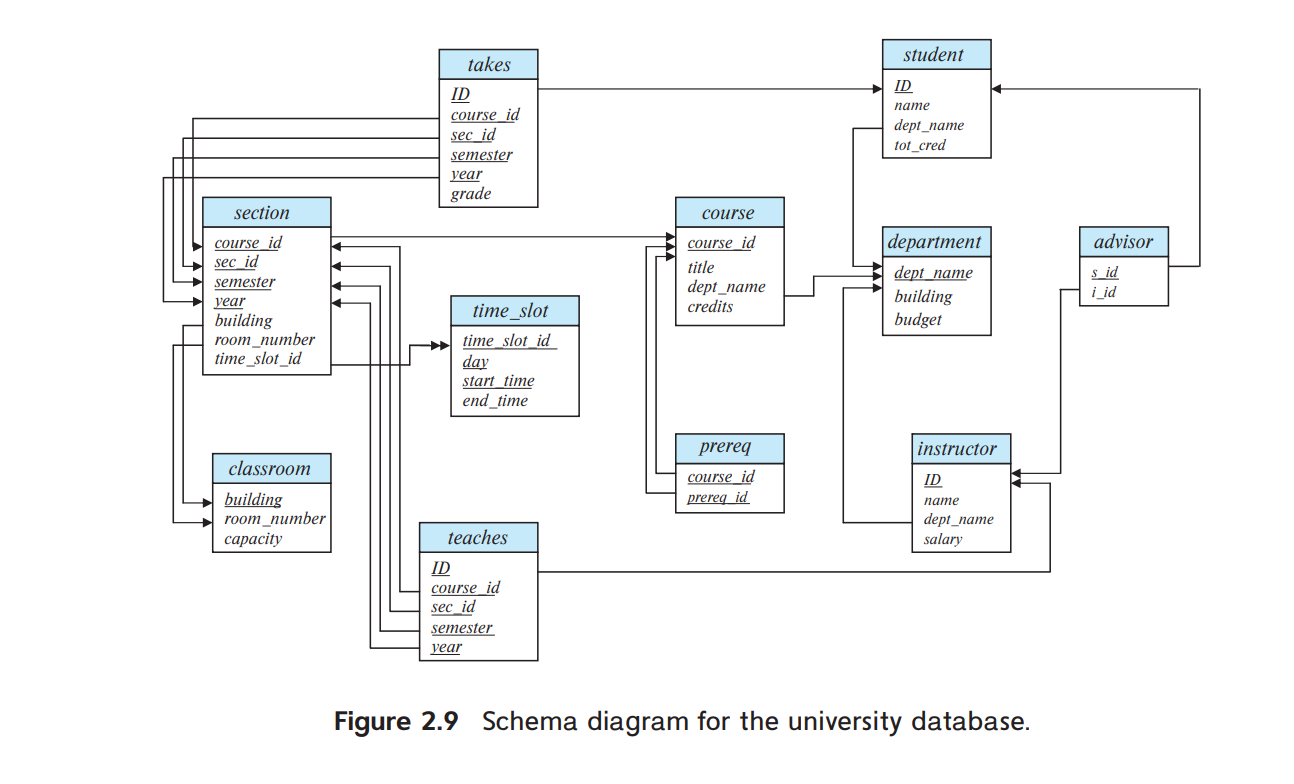 takes
ID
course_id
sec_id
semester
year
grade
student
ID
name
dept_name
tot_cred
section
course_id
sec_id
semester
year
building
room_number
time_slot_id
course
course_id
title
dept_name
credits
department
dept_name
building
budget
advisor
s_id
i_id
time_slot
time_slot_id
day
start_time
end_time
prereq
course_id
prereq_id
instructor
ID
name
dept_name
salary
classroom
building
room_number
capacity
teaches
ID
course_id
sec_id
semester
year
Figure 2.9 Schema diagram for the university database.